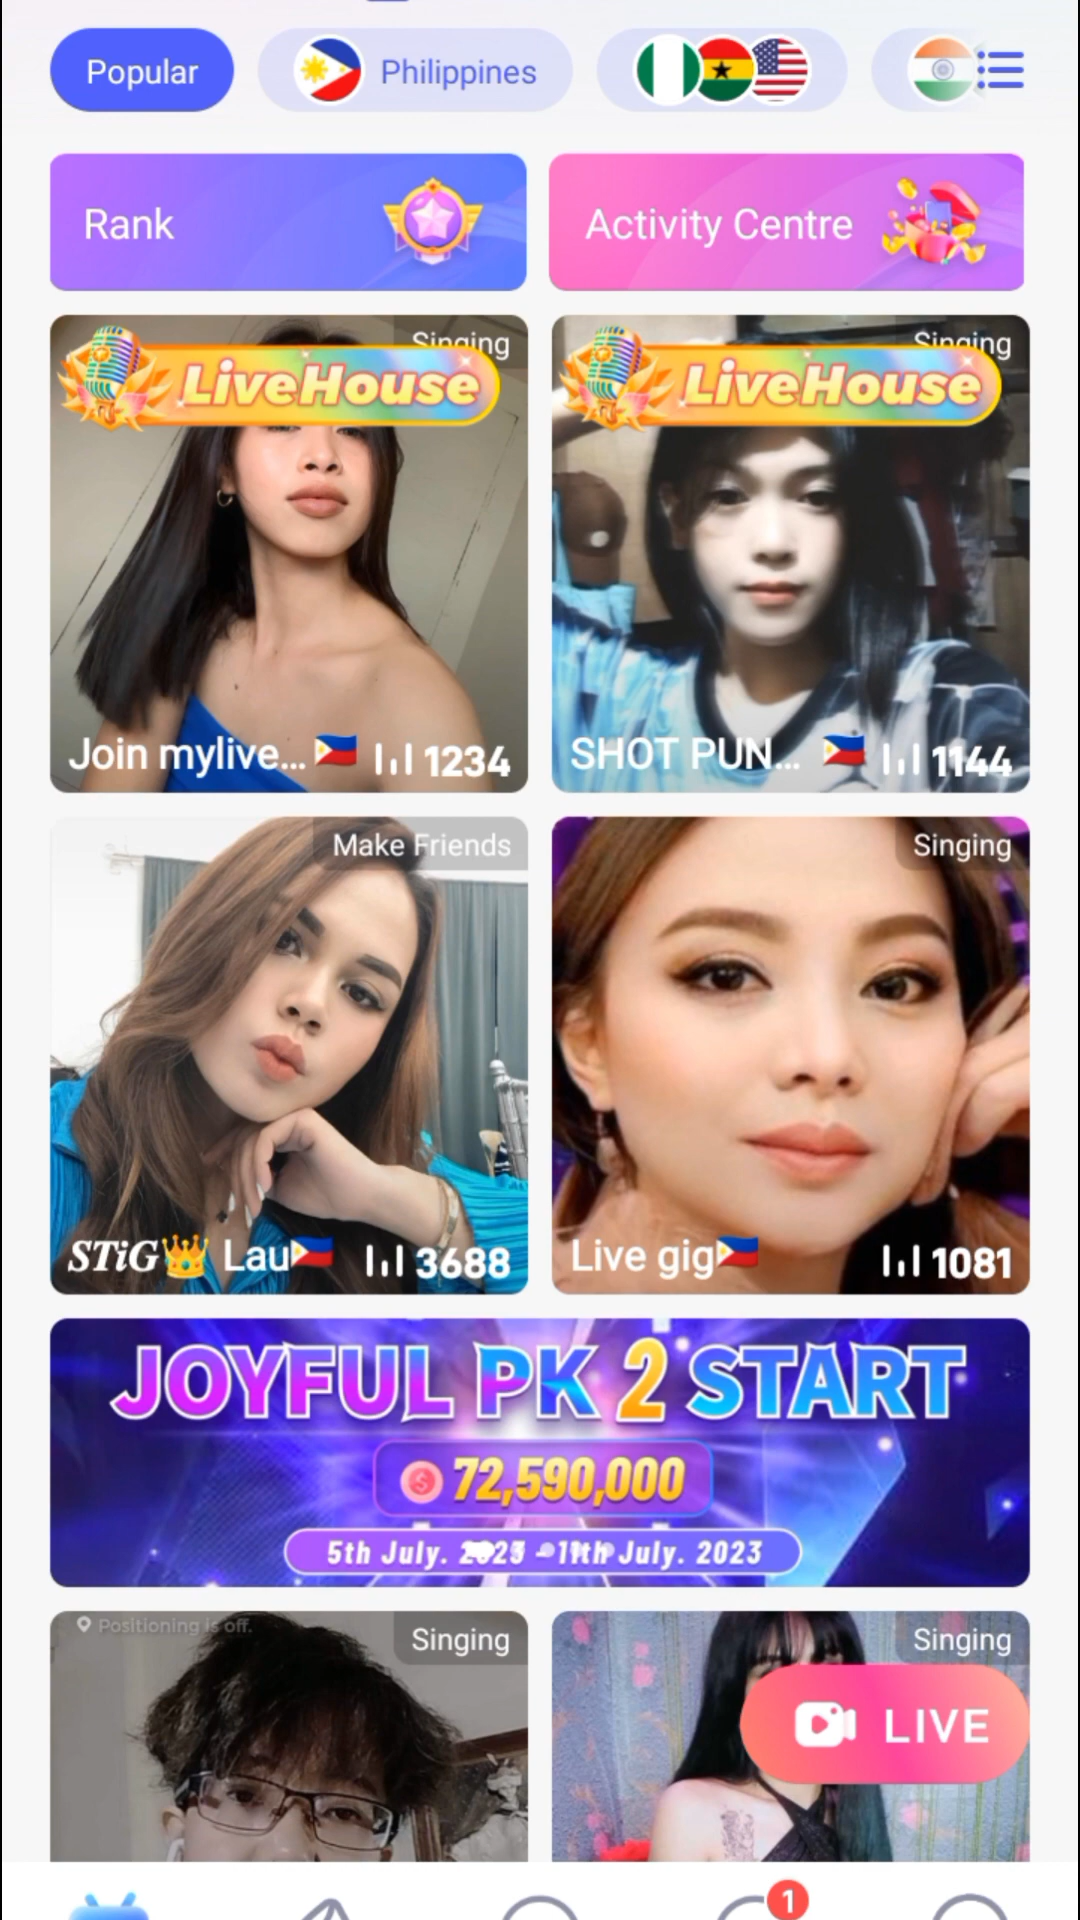 Popular
Philippines
Rank
Activity Centre
Singing
LiveHouse
Join mylive...
1234
Singing
LiveHouse
SHOT PUN...
1144
Make Friends
STiG Lau
3688
Singing
Live gig
1081
JOYFUL PK 2 START
72,590,000
5th July. 2023 - 11th July. 2023
Positioning is off.
Singing
Singing
LIVE
1